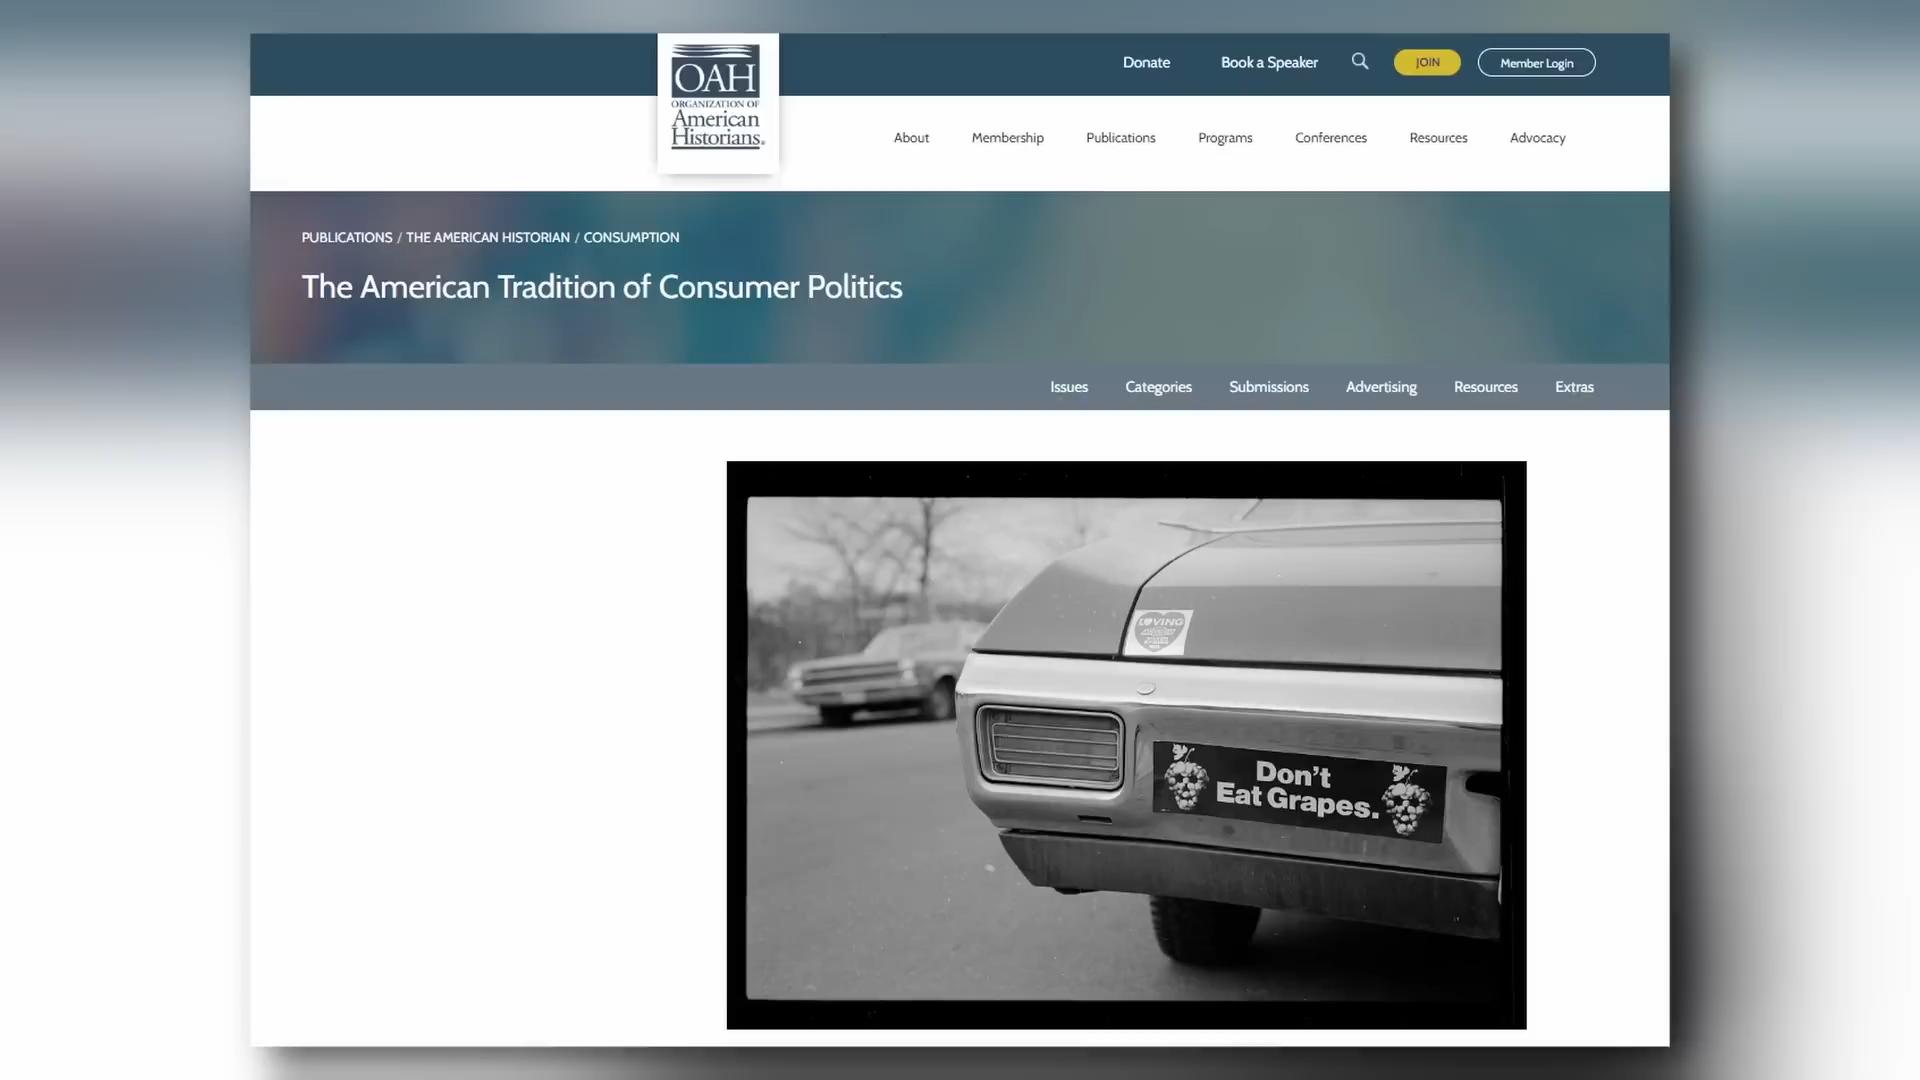 OAH
ORGANIZATION OF
American
Historians.
Donate
Book a Speaker
JOIN
Member Login
About
Membership
Publications
Programs
Conferences
Resources
Advocacy
PUBLICATIONS / THE AMERICAN HISTORIAN / CONSUMPTION
The American Tradition of Consumer Politics
Issues
Categories
Submissions
Advertising
Resources
Extras
LOVING
Don't
Eat Grapes.